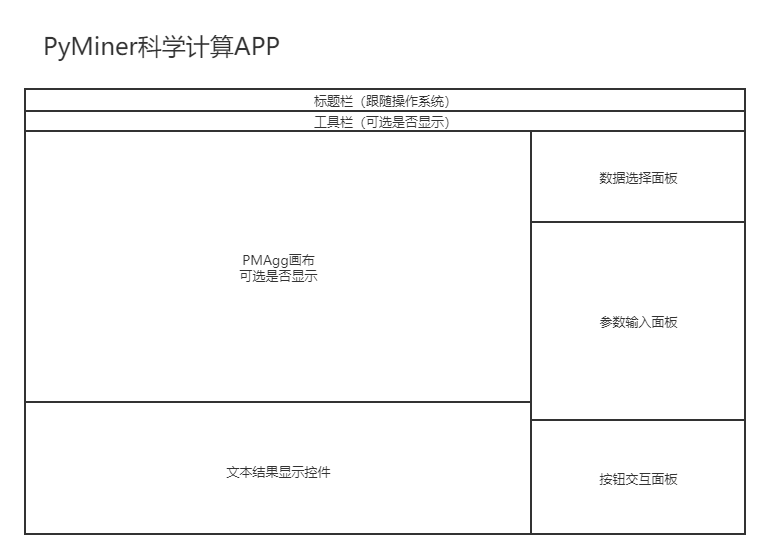 PyMiner科学计算APP
标题栏（跟随操作系统）
工具栏（可选是否显示）
数据选择面板
PMAgg画布
可选是否显示
参数输入面板
文本结果显示控件
按钮交互面板